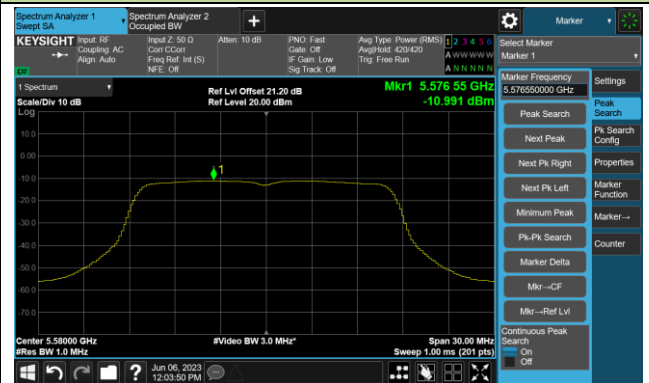 Spectrum Analyzer 1
Swept SA
Spectrum Analyzer 2
Occupied BW
+
Marker
KEYSIGHT
Input: RF
Coupling: AC
Align: Auto
Input Z: 50 Ω
Corr CCorr
Freq Ref: Int (S)
NFE: Off
Atten: 10 dB
PNO: Fast
Gate: Off
IF Gain: Low
Sig Track: Off
Avg Type: Power (RMS)
Avg|Hold: 420/420
Trig: Free Run
1 2 3 4 5 6
A W W W W W
A N N N N N
Select Marker
Marker 1
1 Spectrum
Scale/Div 10 dB
Log
Ref Lvl Offset 21.20 dB
Ref Level 20.00 dBm
Mkr1 5.576 55 GHz
-10.991 dBm
10.0
0.00
-10.0
-20.0
-30.0
-40.0
-50.0
-60.0
-70.0
1
Center 5.58000 GHz
#Res BW 1.0 MHz
#Video BW 3.0 MHz*
Span 30.00 MHz
Sweep 1.00 ms (201 pts)
Marker Frequency
5.576550000 GHz
Peak Search
Next Peak
Next Pk Right
Next Pk Left
Minimum Peak
Pk-Pk Search
Marker Delta
Mkr→CF
Mkr→Ref Lvl
Continuous Peak
Search
On
Off
Settings
Peak
Search
Pk Search
Config
Properties
Marker
Function
Marker→
Counter
?
Jun 06, 2023
12:03:50 PM